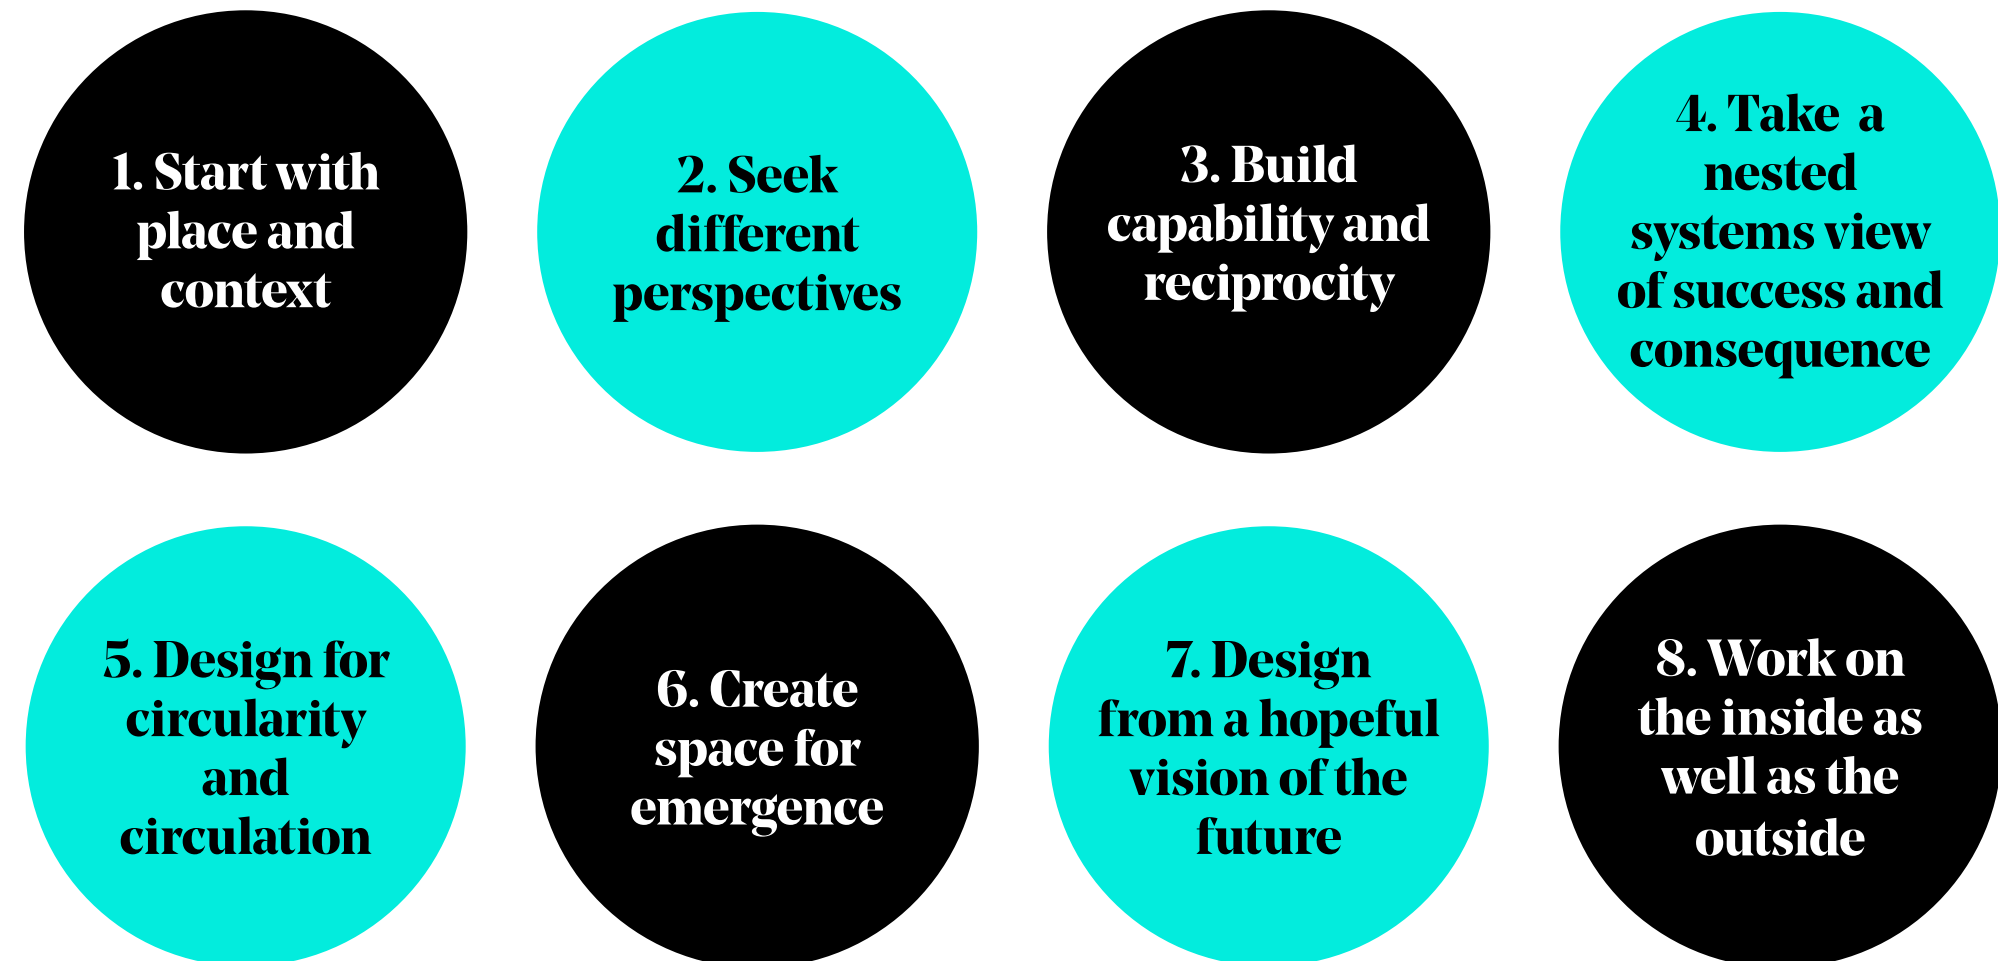 1. Start with
place and
context
2. Seek
different
perspectives
3. Build
capability and
reciprocity
4. Take  a
nested
systems view
of success and
consequence
5. Design for
circularity
and
circulation
6. Create
space for
emergence
7. Design
from a hopeful
vision of the
future
8. Work on
the inside as
well as the
outside